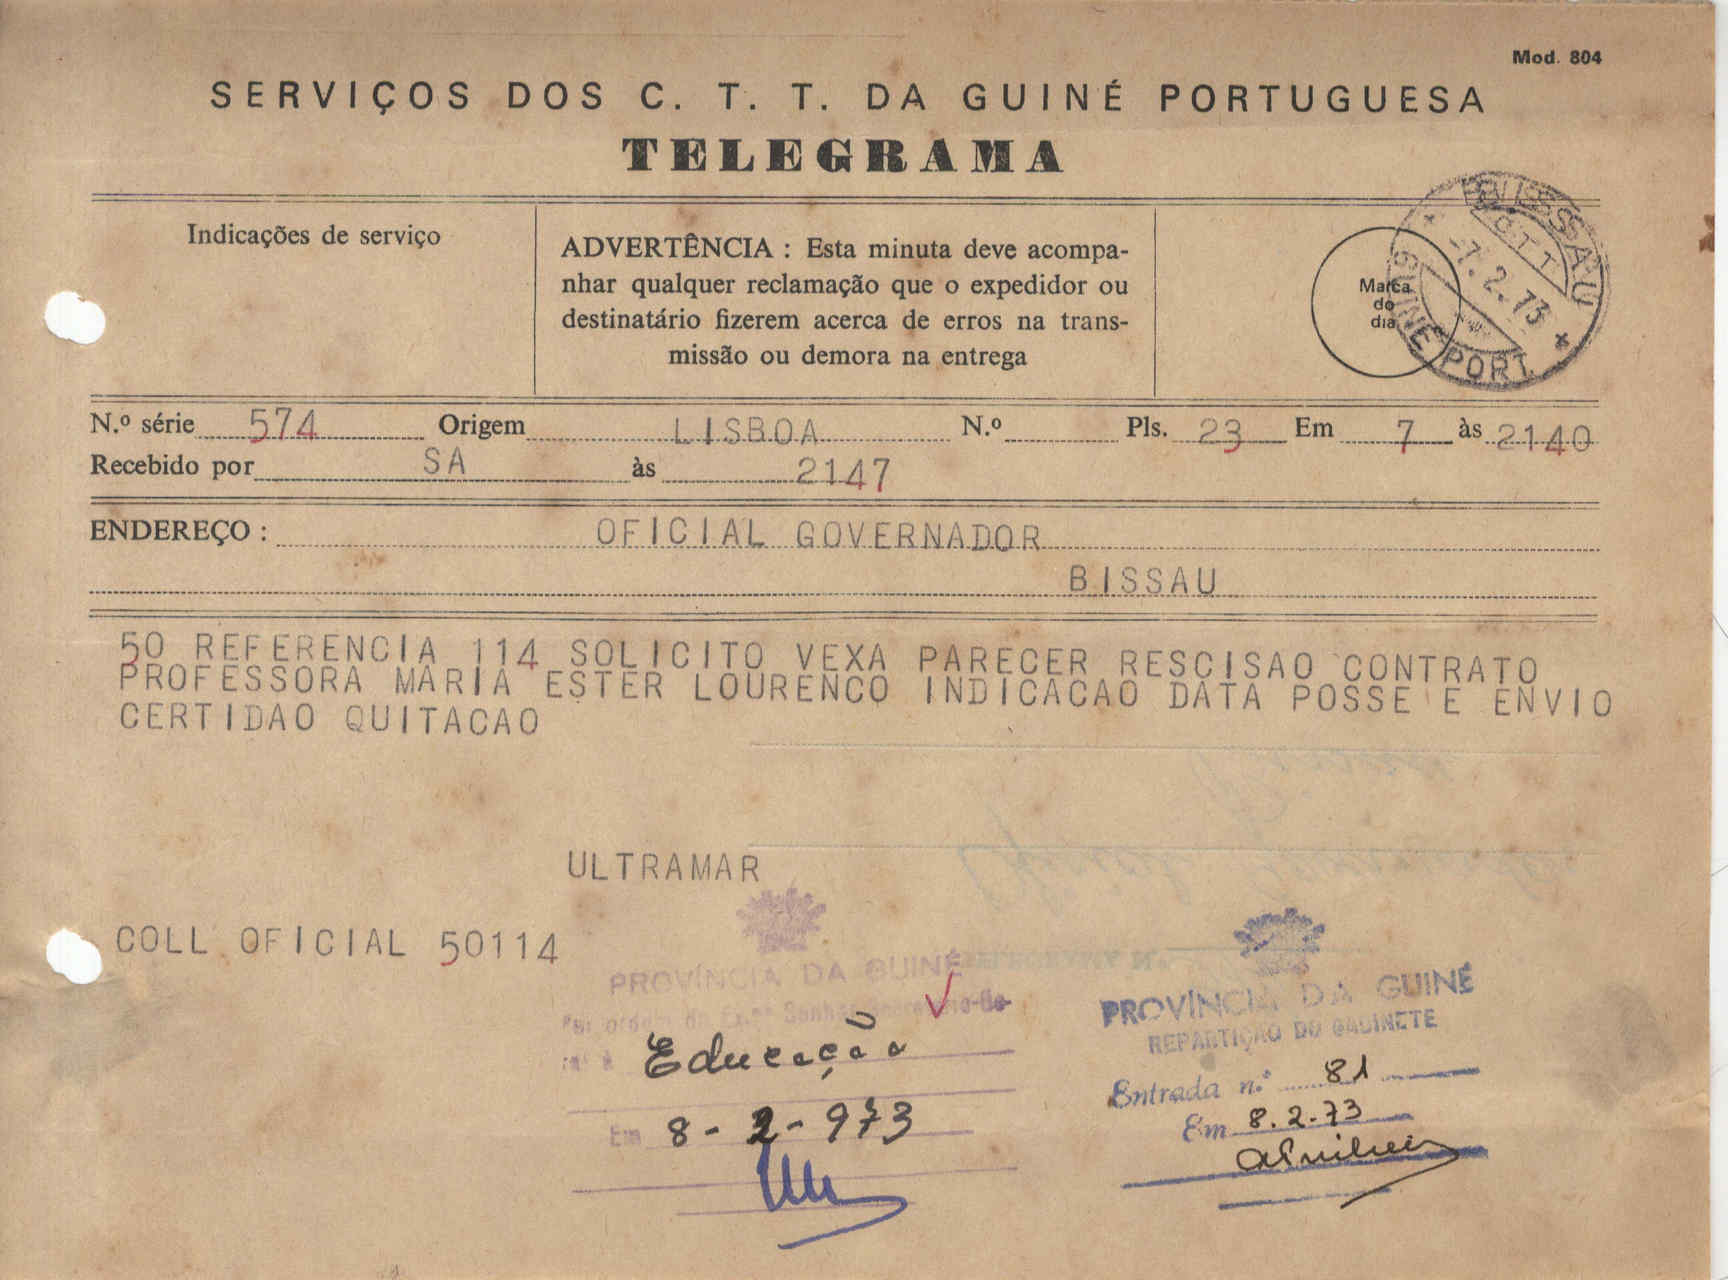 Mod. 804
SERVIÇOS DOS C. T. T. DA GUINÉ PORTUGUESA
TELEGRAMA
Indicações de serviço
ADVERTÊNCIA : Esta minuta deve acompa-
nhar qualquer reclamação que o expedidor ou
destinatário fizerem acerca de erros na trans-
missão ou demora na entrega
Marca
do
dia
BISSAU
C.T.T.
-7.2.73
GUINÉ PORT.
N.º série 574 Origem LISBOA N.º Pls. 23 Em 7 às 2140
Recebido por SA às 2147
ENDEREÇO : OFICIAL GOVERNADOR
BISSAU
50 REFERENCIA 114 SOLICITO VEXA PARECER RESCISAO CONTRATO
PROFESSORA MARIA ESTER LOURENCO INDICACAO DATA POSSE E ENVIO
CERTIDAO QUITACAO
ULTRAMAR
COLL OFICIAL 50114
PROVÍNCIA DA GUINÉ
Por ordem do Exmº Senhor
Educação
Em 8-2-973
PROVÍNCIA DA GUINÉ
REPARTIÇÃO DO GABINETE
Entrada n.º 81
Em 8.2.73